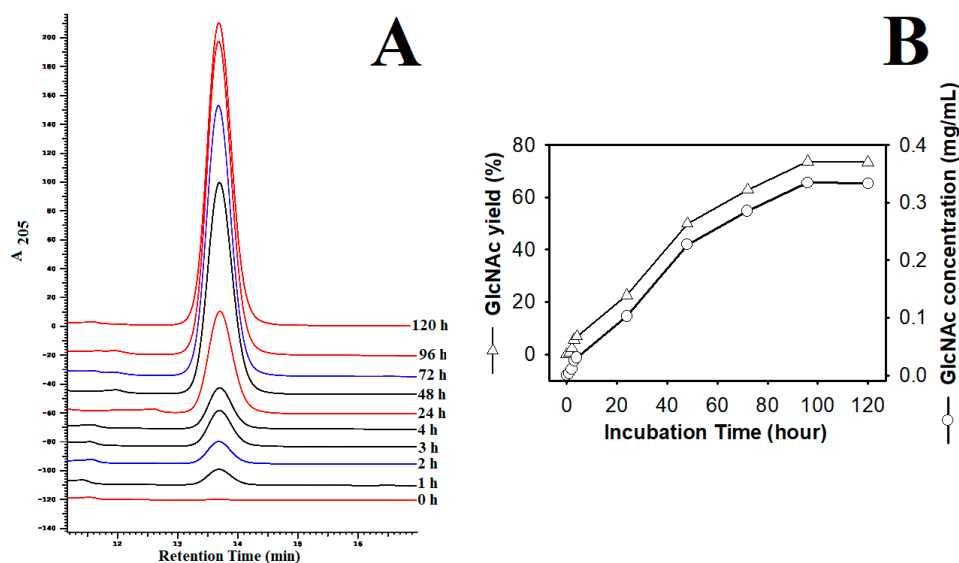 A
200
180
160
140
120
100
80
60
40
20
0
-20
-40
-60
-80
-100
-120
-140
A 205
120 h
96 h
72 h
48 h
24 h
4 h
3 h
2 h
1 h
0 h
12
13
14
15
16
Retention Time (min)
B
GlcNAc yield (%)
80
60
40
20
0
0.4
0.3
0.2
0.1
0.0
GlcNAc concentration (mg/mL)
0 20 40 60 80 100 120
Incubation Time (hour)